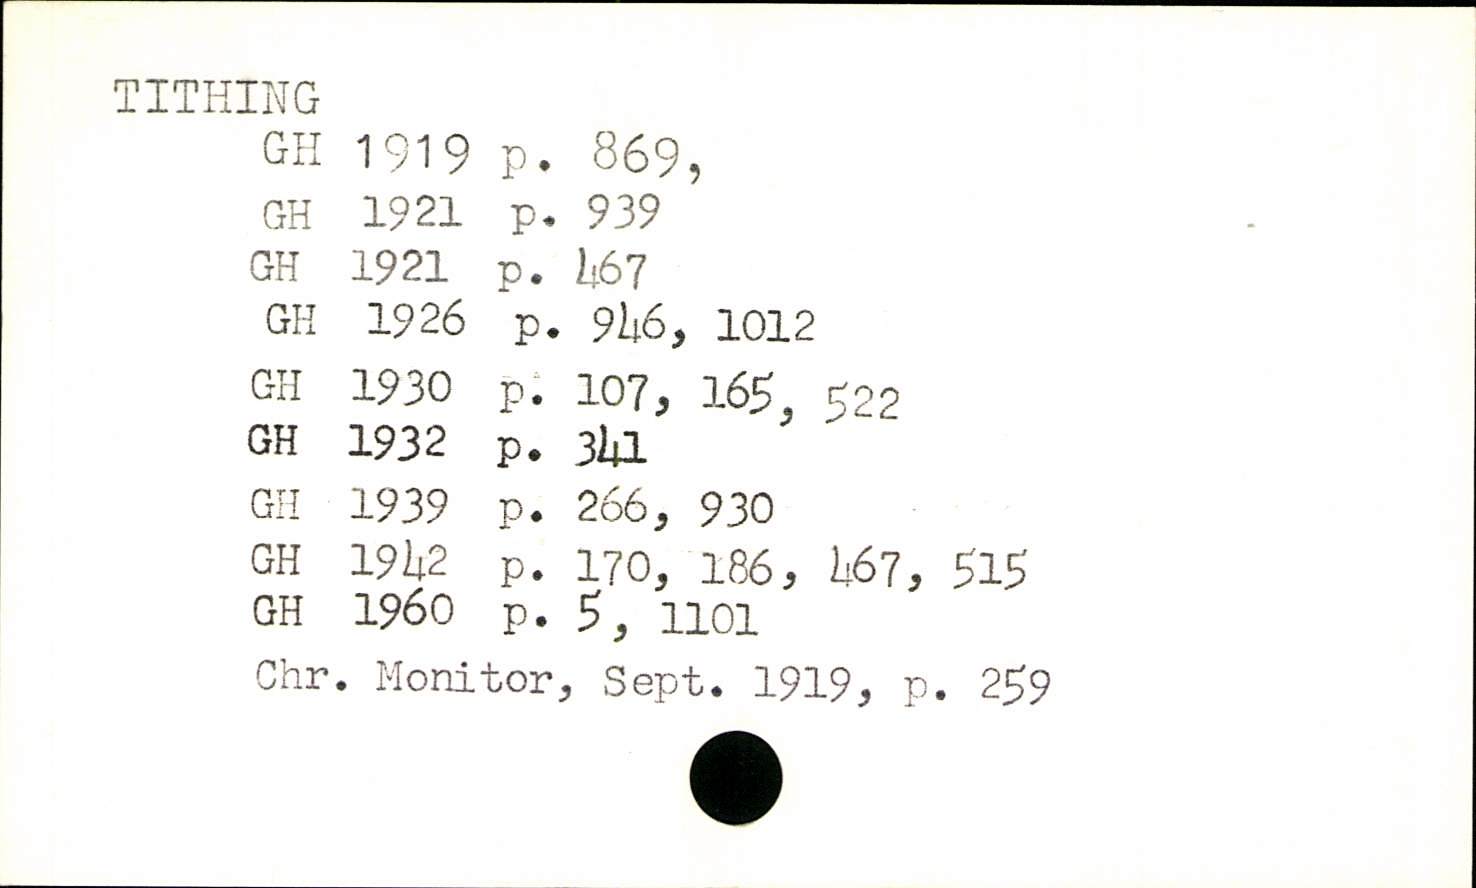 TITHING
GH 1919 p. 869,
GH 1921 p. 939
GH 1921 p. 467
GH 1926 p. 946, 1012
GH 1930 p. 107, 165, 522
GH 1932 p. 341
GH 1939 p. 266, 930
GH 1942 p. 170, 186, 467, 515
GH 1960 p. 5, 1101
Chr. Monitor, Sept. 1919, p. 259